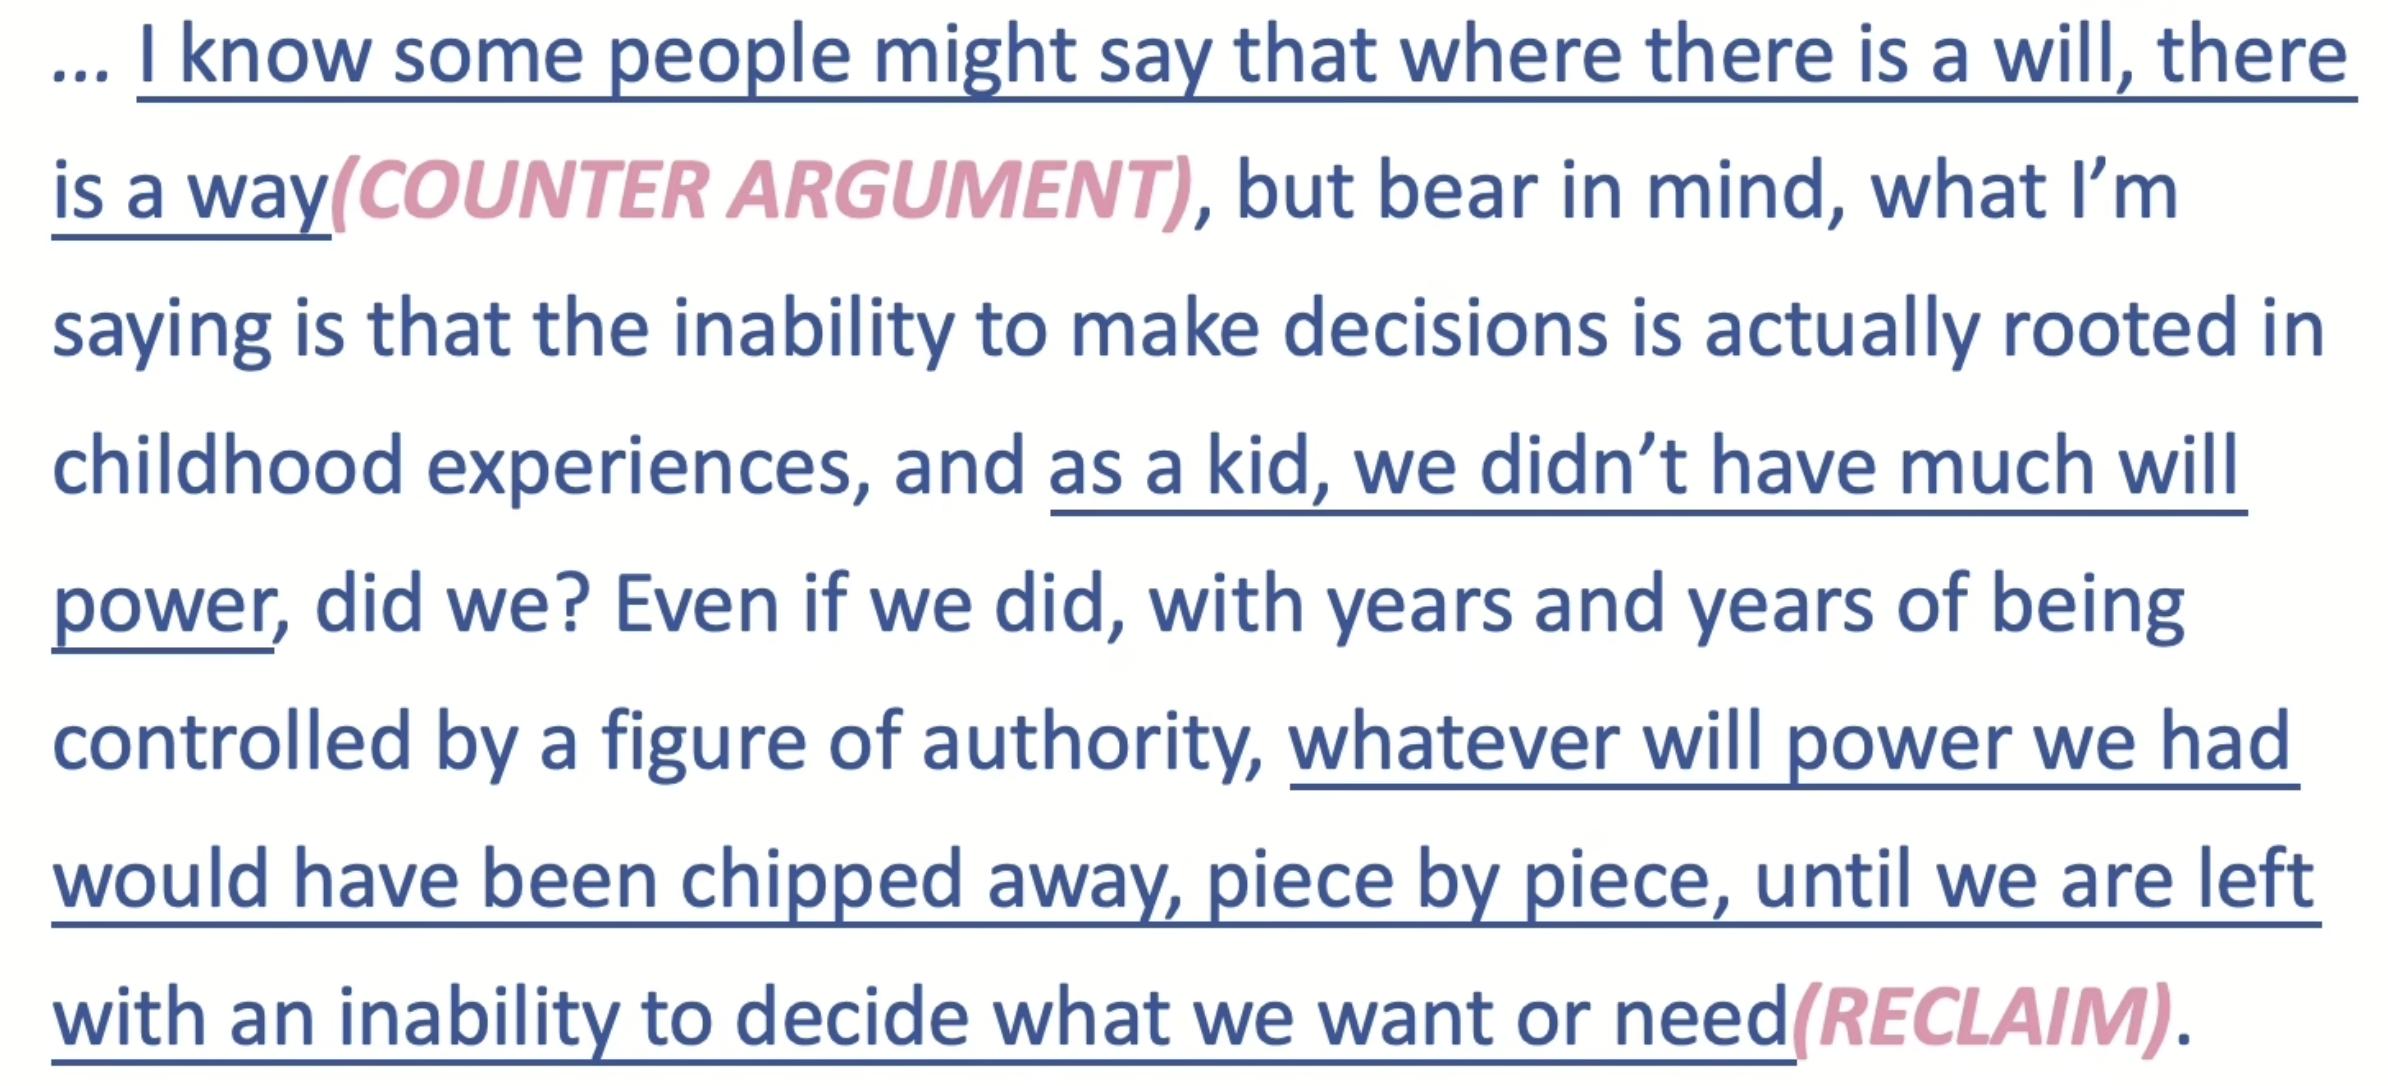 ... I know some people might say that where there is a will, there
is a way(COUNTER ARGUMENT), but bear in mind, what I’m
saying is that the inability to make decisions is actually rooted in
childhood experiences, and as a kid, we didn’t have much will
power, did we? Even if we did, with years and years of being
controlled by a figure of authority, whatever will power we had
would have been chipped away, piece by piece, until we are left
with an inability to decide what we want or need(RECLAIM).